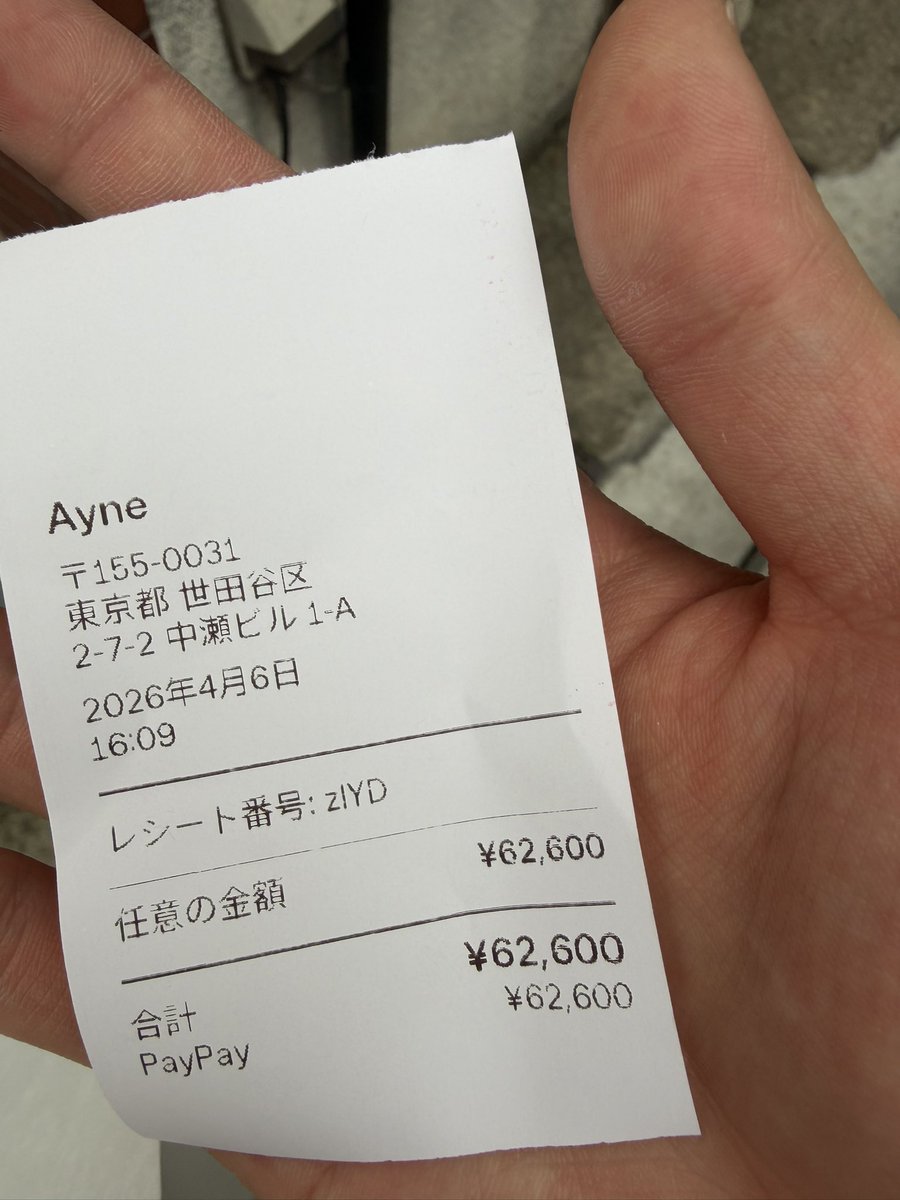 Ayne
〒155-0031
東京都 世田谷区
2-7-2 中瀬ビル 1-A
2026年4月6日
16:09
レシート番号: zIYD
任意の金額 ¥62,600
合計 ¥62,600
PayPay ¥62,600